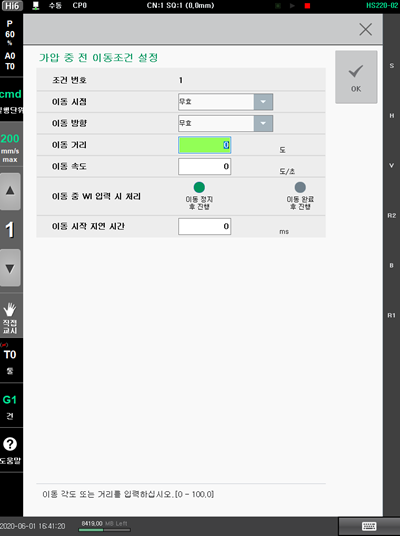 Hi6 수동 CP0 CN:1 SQ:1 (0,0mm) HS220-02
P
60
%
A0
T0
cmd
200
mm/s
max
1
직접
교시
T0
툴
G1
건
?
도움말
가압 중 전 이동조건 설정
조건 번호 1
OK
이동 시점 무효
이동 방향 무효
이동 거리 0 도
이동 속도 0 도/초
이동 중 WI 입력 시 처리
이동 정지
후 진행
이동 완료
후 진행
이동 시작 지연 시간 0 ms
S
H
V
R2
B
R1
이동 각도 또는 거리를 입력하십시오.[0 - 100,0]
2020-06-01 16:41:20 8419,00 MB Left